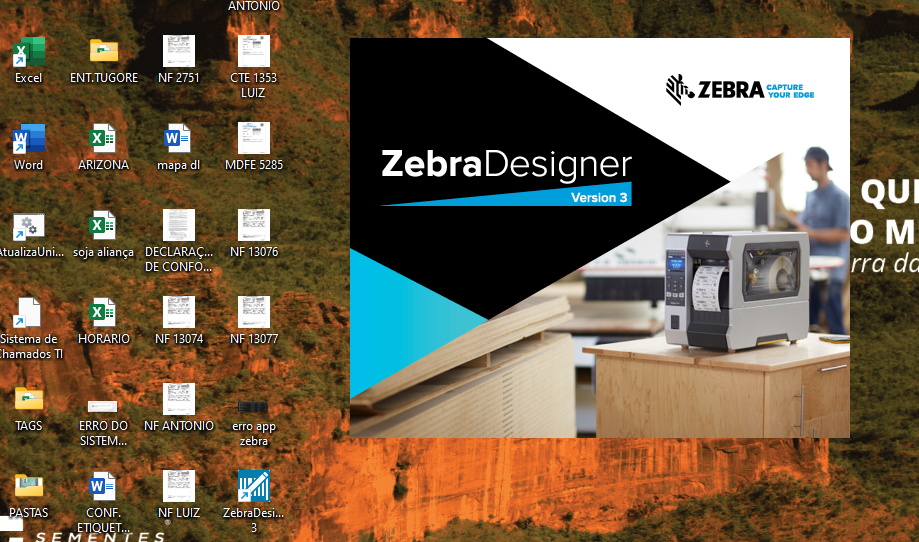 ANTONIO
Excel
ENT.TUGORE
NF 2751
CTE 1353
LUIZ
Word
ARIZONA
mapa dl
MDFE 5285
AtualizaUni...
soja aliança
DECLARAÇ...
DE CONFO...
NF 13076
Sistema de
Chamados TI
HORARIO
NF 13074
NF 13077
TAGS
ERRO DO
SISTEM...
NF ANTONIO
erro app
zebra
PASTAS
CONF.
ETIQUET...
NF LUIZ
ZebraDesi...
3
SEMENTES
ZEBRA CAPTURE
YOUR EDGE
ZebraDesigner
Version 3
QUE
O M
rra da